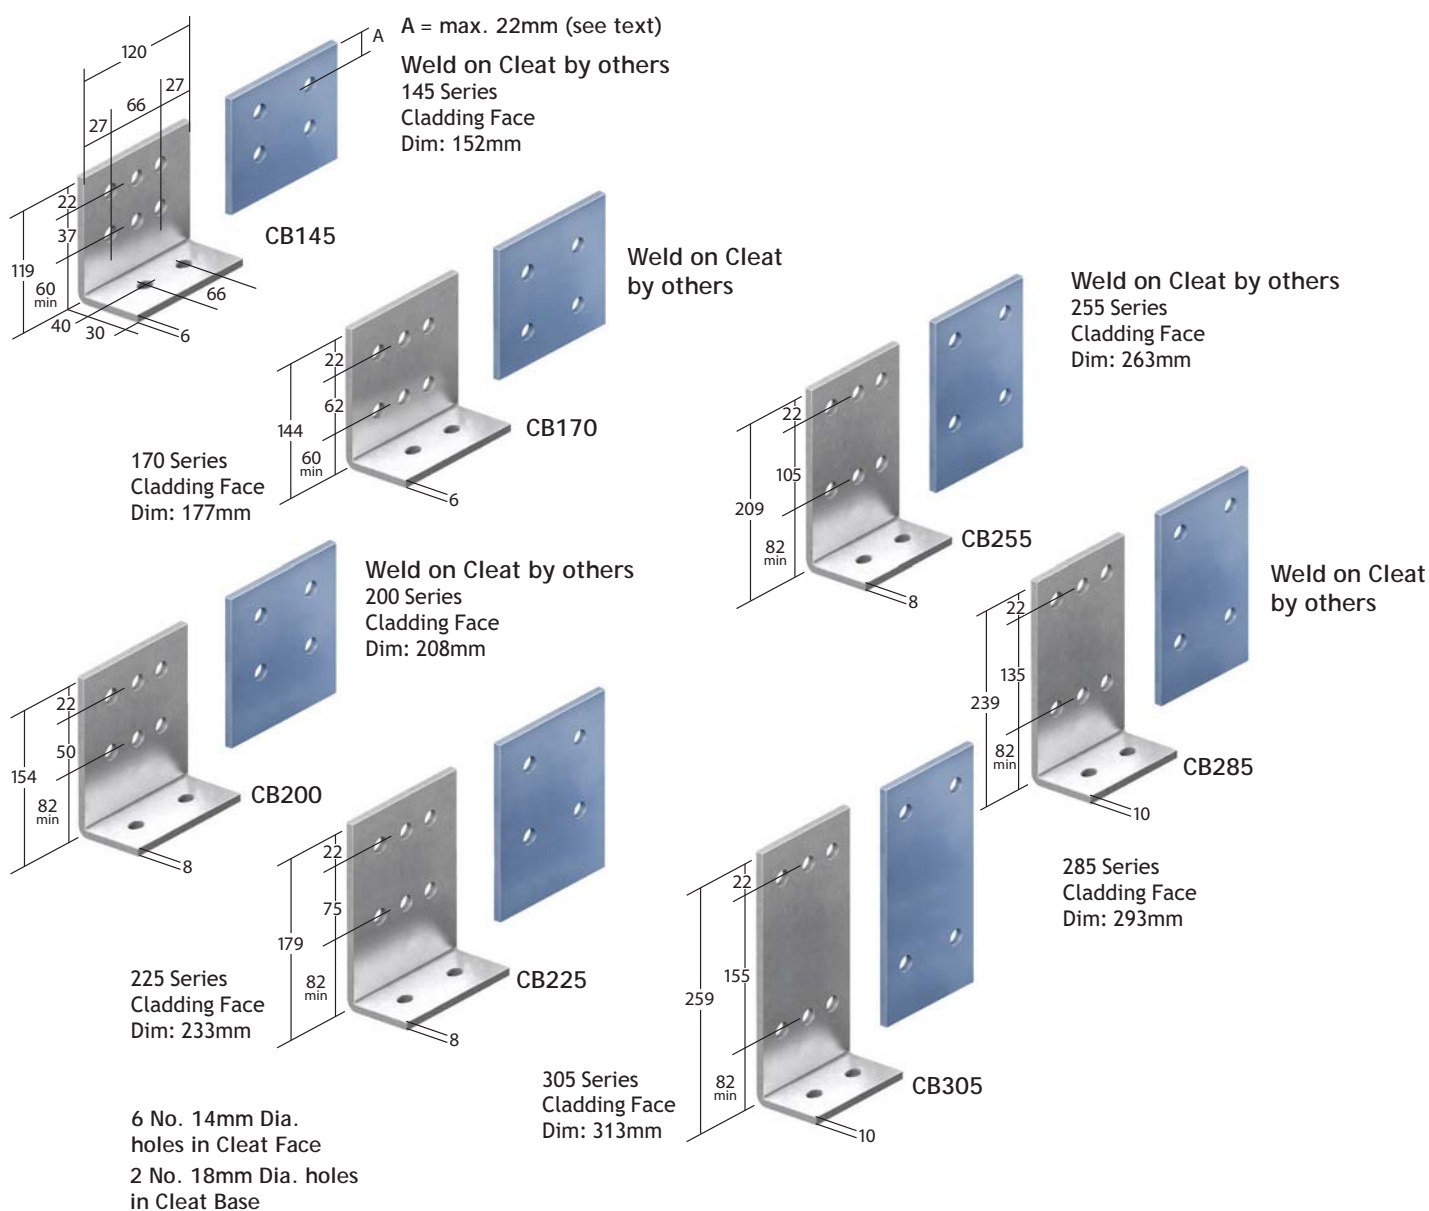 A = max. 22mm (see text)
A
Weld on Cleat by others
145 Series
Cladding Face
Dim: 152mm
120
27
66
27
22
37
119
60
min
40
30
6
66
CB145
Weld on Cleat
by others
22
62
144
60
min
6
CB170
170 Series
Cladding Face
Dim: 177mm
Weld on Cleat by others
255 Series
Cladding Face
Dim: 263mm
22
105
209
82
min
8
CB255
Weld on Cleat by others
200 Series
Cladding Face
Dim: 208mm
22
50
154
82
min
8
CB200
Weld on Cleat
by others
22
135
239
82
min
10
CB285
285 Series
Cladding Face
Dim: 293mm
22
75
179
82
min
8
CB225
225 Series
Cladding Face
Dim: 233mm
22
155
259
82
min
10
CB305
305 Series
Cladding Face
Dim: 313mm
6 No. 14mm Dia.
holes in Cleat Face
2 No. 18mm Dia. holes
in Cleat Base